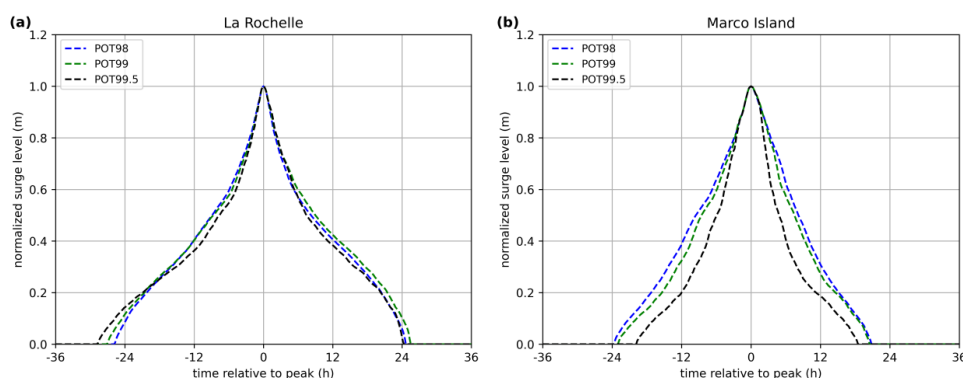 (a)
La Rochelle
1.2
1.0
0.8
0.6
0.4
0.2
0.0
normalized surge level (m)
POT98
POT99
POT99.5
-36 -24 -12 0 12 24 36
time relative to peak (h)
(b)
Marco Island
1.2
1.0
0.8
0.6
0.4
0.2
0.0
normalized surge level (m)
POT98
POT99
POT99.5
-36 -24 -12 0 12 24 36
time relative to peak (h)